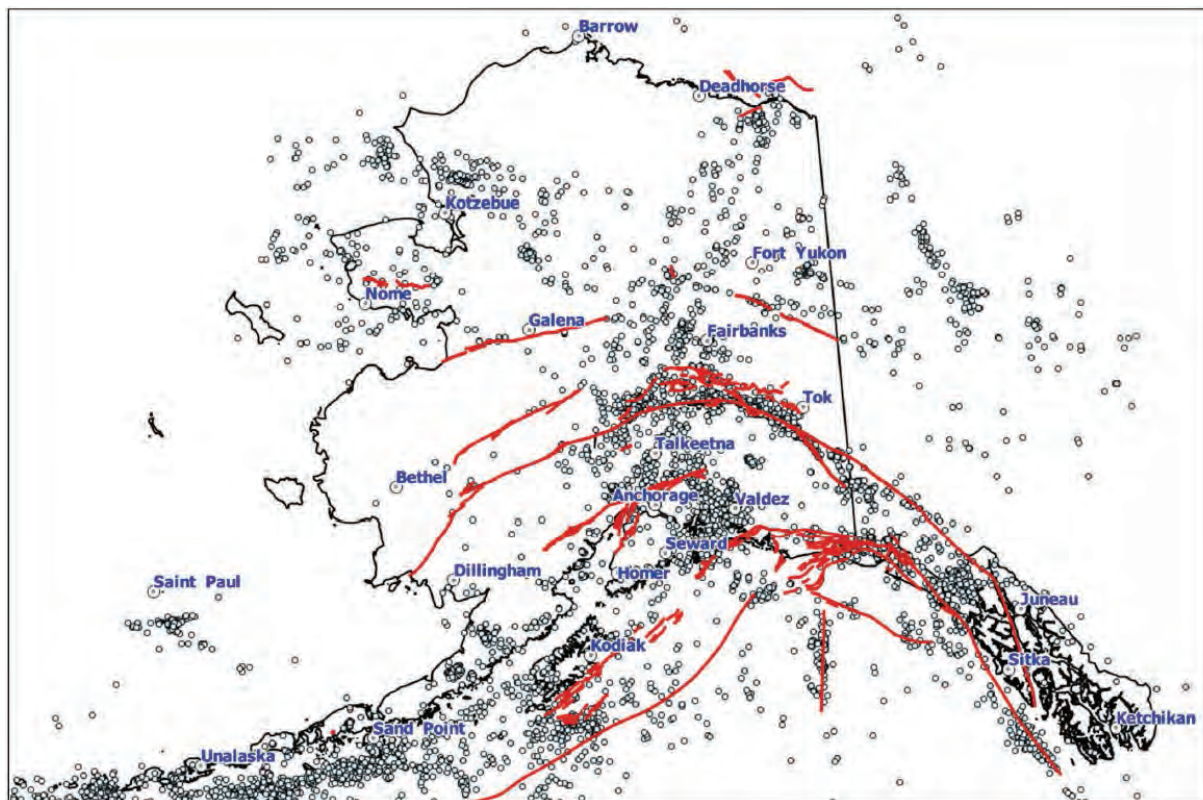 Barrow
Deadhorse
Kotzebue
Fort Yukon
Nome
Galena
Fairbanks
Tok
Talkeetna
Bethel
Anchorage
Valdez
Seward
Dillingham
Homer
Saint Paul
Juneau
Kodiak
Sitka
Sand Point
Ketchikan
Unalaska